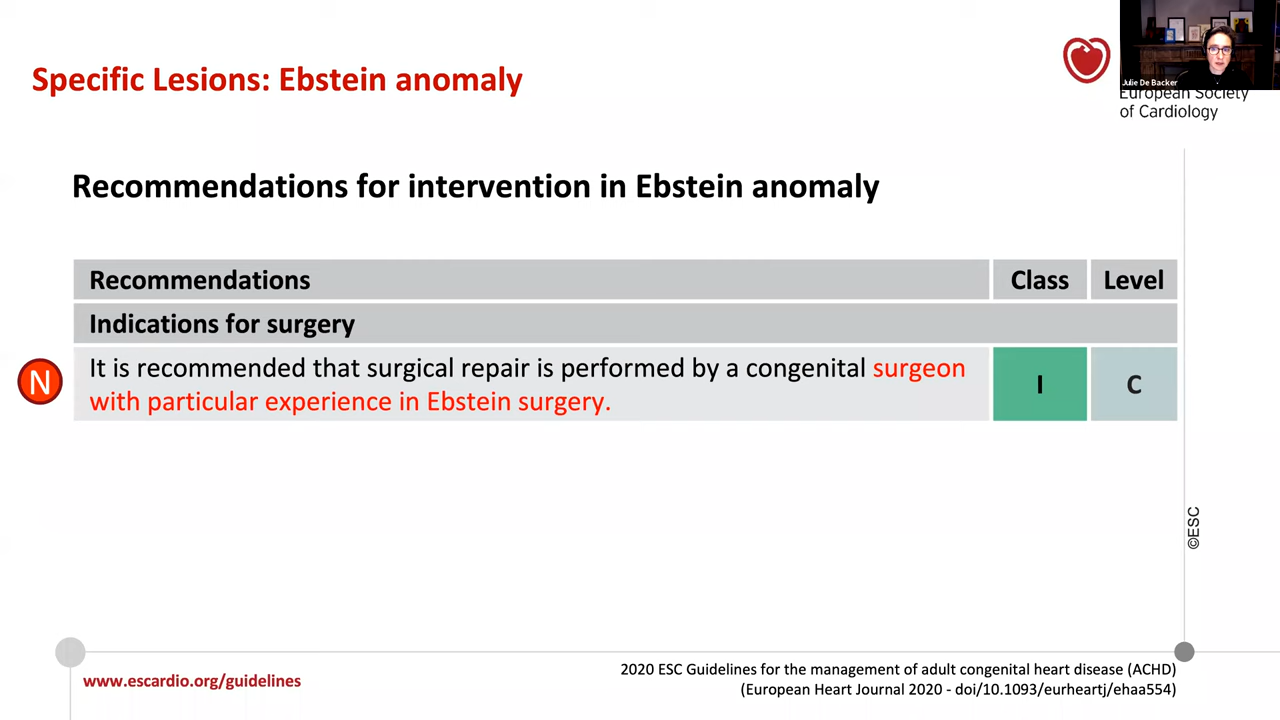 Specific Lesions: Ebstein anomaly
Julie De Backer
European Society
of Cardiology
Recommendations for intervention in Ebstein anomaly
Recommendations Class Level
Indications for surgery
N
It is recommended that surgical repair is performed by a congenital surgeon
with particular experience in Ebstein surgery.
I C
©ESC
www.escardio.org/guidelines
2020 ESC Guidelines for the management of adult congenital heart disease (ACHD)
(European Heart Journal 2020 - doi/10.1093/eurheartj/ehaa554)